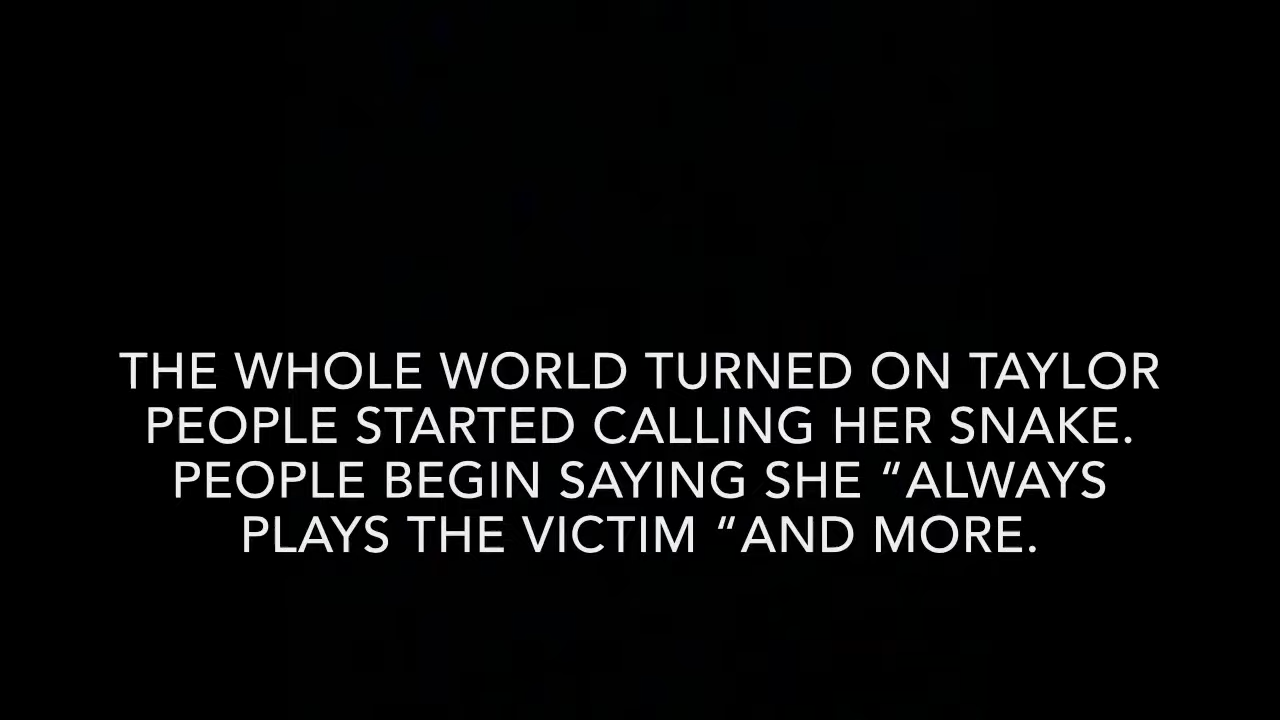 THE WHOLE WORLD TURNED ON TAYLOR
PEOPLE STARTED CALLING HER SNAKE.
PEOPLE BEGIN SAYING SHE “ALWAYS
PLAYS THE VICTIM “AND MORE.